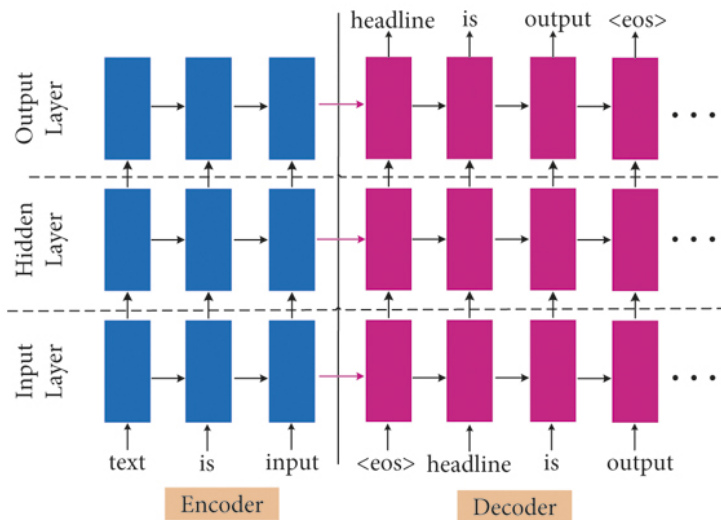 headline is output <eos>
Output
Layer
Hidden
Layer
Input
Layer
text is input <eos> headline is output
Encoder Decoder